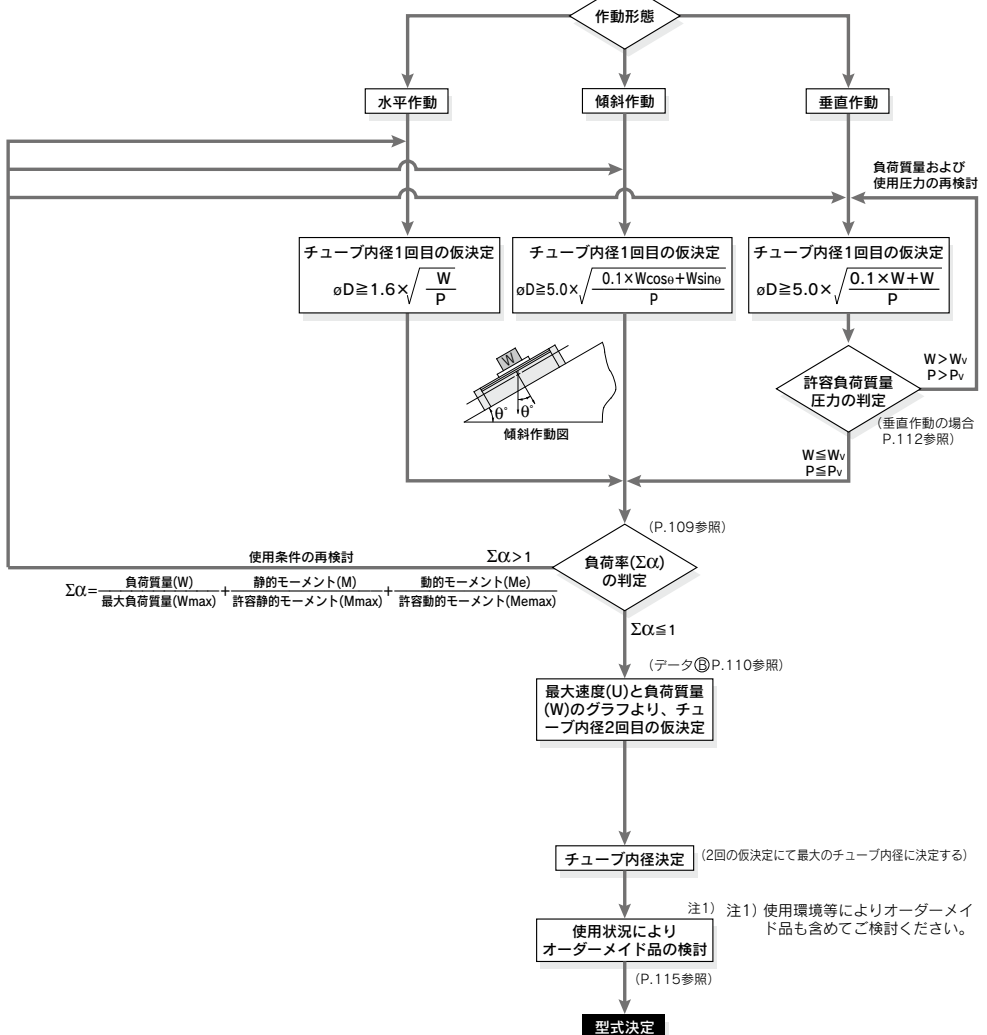 作動形態
水平作動
傾斜作動
垂直作動
負荷質量および
使用圧力の再検討
チューブ内径1回目の仮決定
øD≧1.6×√(W/P)
チューブ内径1回目の仮決定
øD≧5.0×√((0.1×Wcosθ+Wsinθ)/P)
チューブ内径1回目の仮決定
øD≧5.0×√((0.1×W+W)/P)
W
θ°
θ°
傾斜作動図
許容負荷質量
圧力の判定
W>Wv
P>Pv
(垂直作動の場合
P.112参照)
W≦Wv
P≦Pv
(P.109参照)
使用条件の再検討
Σα>1
負荷率(Σα)
の判定
Σα=負荷質量(W)/最大負荷質量(Wmax)+静的モーメント(M)/許容静的モーメント(Mmax)+動的モーメント(Me)/許容動的モーメント(Memax)
Σα≦1
(データⒷP.110参照)
最大速度(U)と負荷質量
(W)のグラフより、チュ
ーブ内径2回目の仮決定
チューブ内径決定
(2回の仮決定にて最大のチューブ内径に決定する)
注1)
注1) 使用環境等によりオーダーメイ
ド品も含めてご検討ください。
使用状況により
オーダーメイド品の検討
(P.115参照)
型式決定